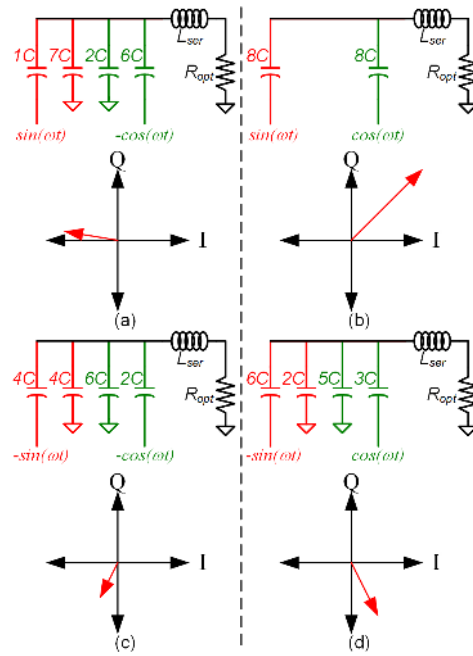 1C 7C 2C 6C L_ser R_opt
sin(ωt) -cos(ωt)
Q
I
(a)
8C 8C L_ser R_opt
sin(ωt) cos(ωt)
Q
I
(b)
4C 4C 6C 2C L_ser R_opt
-sin(ωt) -cos(ωt)
Q
I
(c)
6C 2C 5C 3C L_ser R_opt
-sin(ωt) cos(ωt)
Q
I
(d)